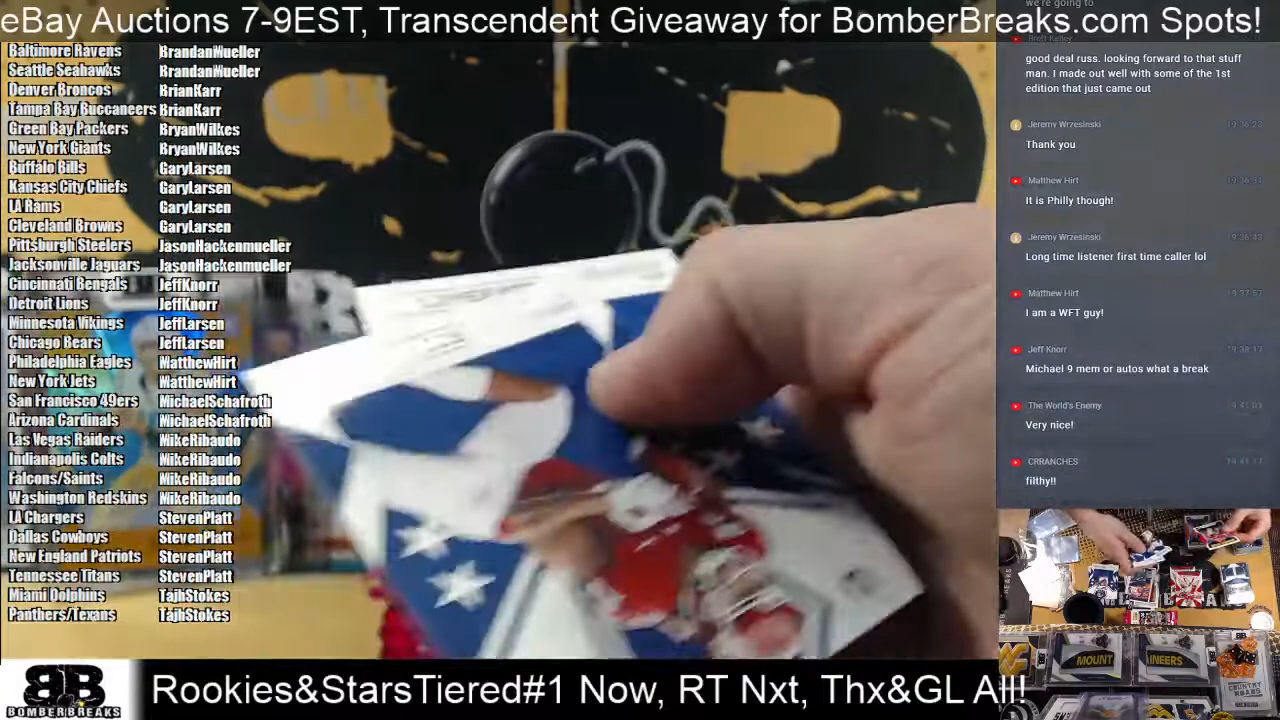 eBay Auctions 7-9EST, Transcendent Giveaway for BomberBreaks.com Spots!
Baltimore Ravens BrandanMueller
Seattle Seahawks BrandanMueller
Denver Broncos BrianKarr
Tampa Bay Buccaneers BrianKarr
Green Bay Packers BryanWilkes
New York Giants BryanWilkes
Buffalo Bills GaryLarsen
Kansas City Chiefs GaryLarsen
LA Rams GaryLarsen
Cleveland Browns GaryLarsen
Pittsburgh Steelers JasonHackenmueller
Jacksonville Jaguars JasonHackenmueller
Cincinnati Bengals JeffKnorr
Detroit Lions JeffKnorr
Minnesota Vikings JeffLarsen
Chicago Bears JeffLarsen
Philadelphia Eagles MatthewHirt
New York Jets MatthewHirt
San Francisco 49ers MichaelSchafroth
Arizona Cardinals MichaelSchafroth
Las Vegas Raiders MikeRibaudo
Indianapolis Colts MikeRibaudo
Falcons/Saints MikeRibaudo
Washington Redskins MikeRibaudo
LA Chargers StevenPlatt
Dallas Cowboys StevenPlatt
New England Patriots StevenPlatt
Tennessee Titans StevenPlatt
Miami Dolphins TajhStokes
Panthers/Texans TajhStokes
we're going to
Brett Kelley
good deal russ. looking forward to that stuff
man. I made out well with some of the 1st
edition that just came out
Jeremy Wrzesinski
Thank you
Matthew Hirt
It is Philly though!
Jeremy Wrzesinski
Long time listener first time caller lol
Matthew Hirt
I am a WFT guy!
Jeff Knorr
Michael 9 mem or autos what a break
The World's Enemy
Very nice!
CRRANCHES
filthy!!
MOUNT
INEERS
BB
BOMBERBREAKS
Rookies&StarsTiered#1 Now, RT Nxt, Thx&GL All!